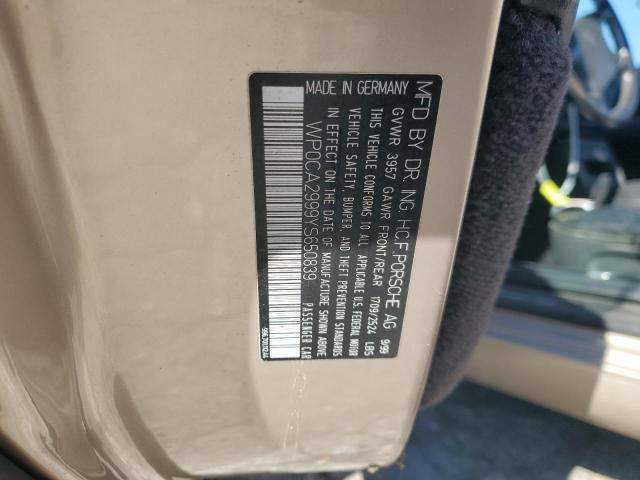 MFD BY DR. ING. H.C.F. PORSCHE AG 9/99
GVWR 3957 GAWR FRONT/REAR 1709/2524 LBS
THIS VEHICLE CONFORMS TO ALL APPLICABLE U.S. FEDERAL MOTOR
VEHICLE SAFETY, BUMPER, AND THEFT PREVENTION STANDARDS
IN EFFECT ON THE DATE OF MANUFACTURE SHOWN ABOVE
WP0CA2999YS650839 PASSENGER CAR
MADE IN GERMANY